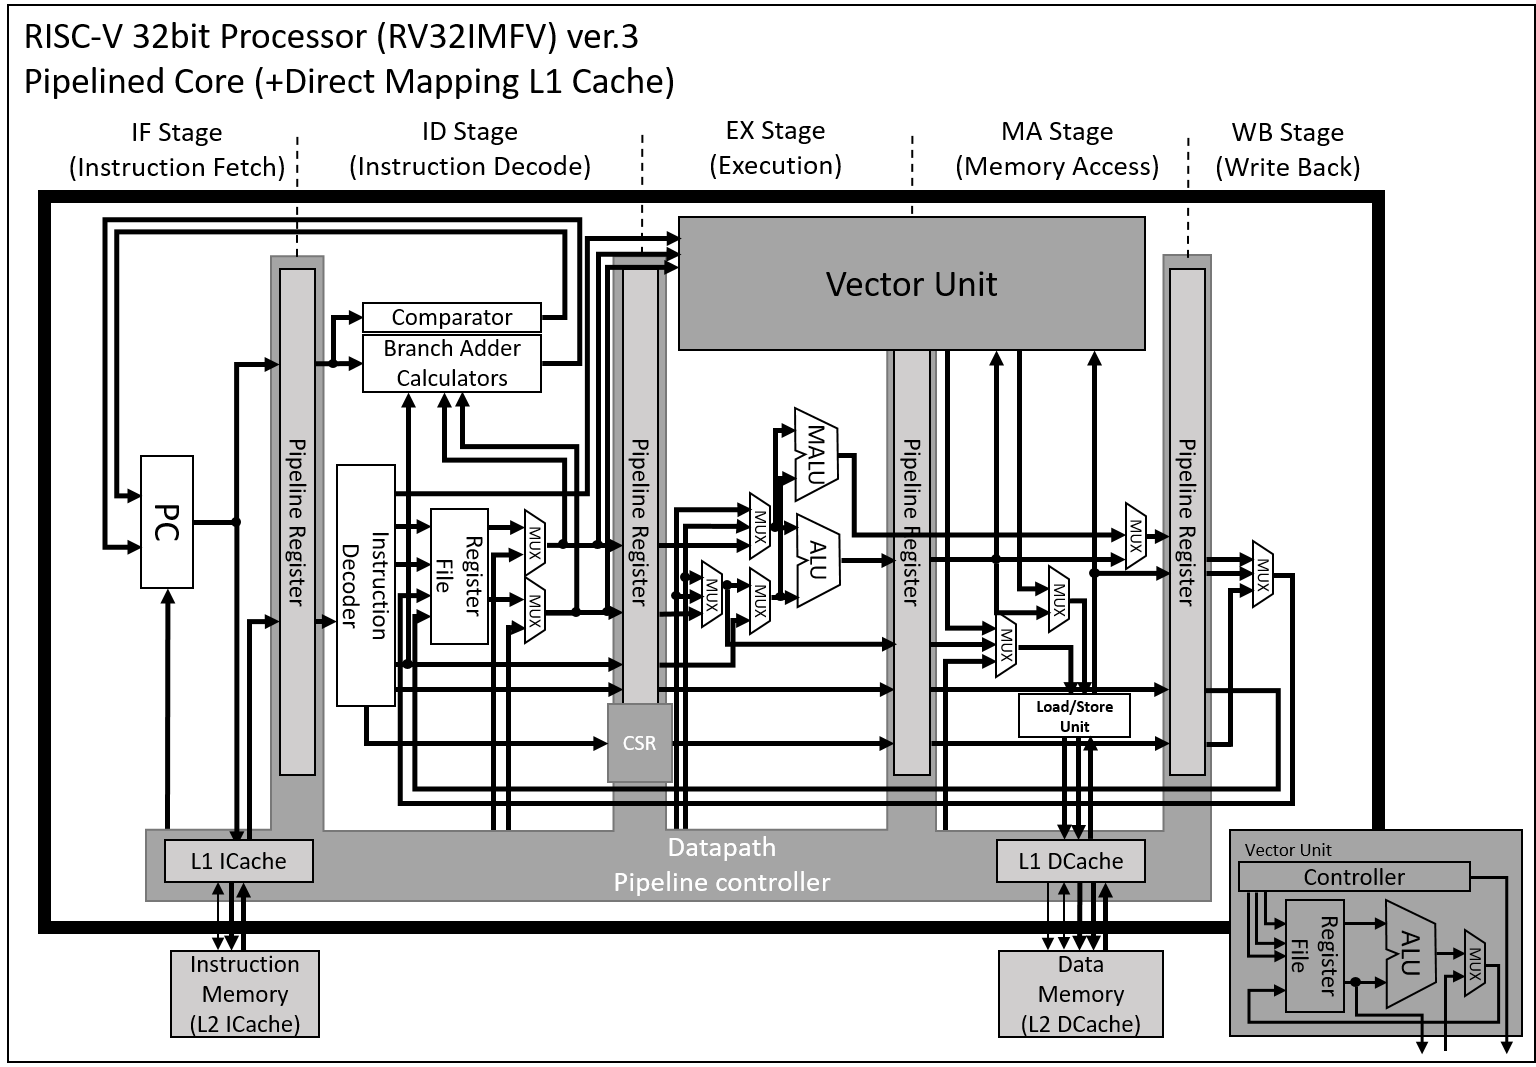 RISC-V 32bit Processor (RV32IMFV) ver.3
Pipelined Core (+Direct Mapping L1 Cache)
IF Stage
(Instruction Fetch)
ID Stage
(Instruction Decode)
EX Stage
(Execution)
MA Stage
(Memory Access)
WB Stage
(Write Back)
Vector Unit
Comparator
Branch Adder
Calculators
PC
Pipeline Register
Instruction
Decoder
Register
File
MUX
MUX
Pipeline Register
CSR
MUX
MUX
MUX
MALU
ALU
Pipeline Register
MUX
MUX
MUX
Load/Store
Unit
Pipeline Register
MUX
Datapath
Pipeline controller
L1 ICache
L1 DCache
Instruction
Memory
(L2 ICache)
Data
Memory
(L2 DCache)
Vector Unit
Controller
Register
File
ALU
MUX